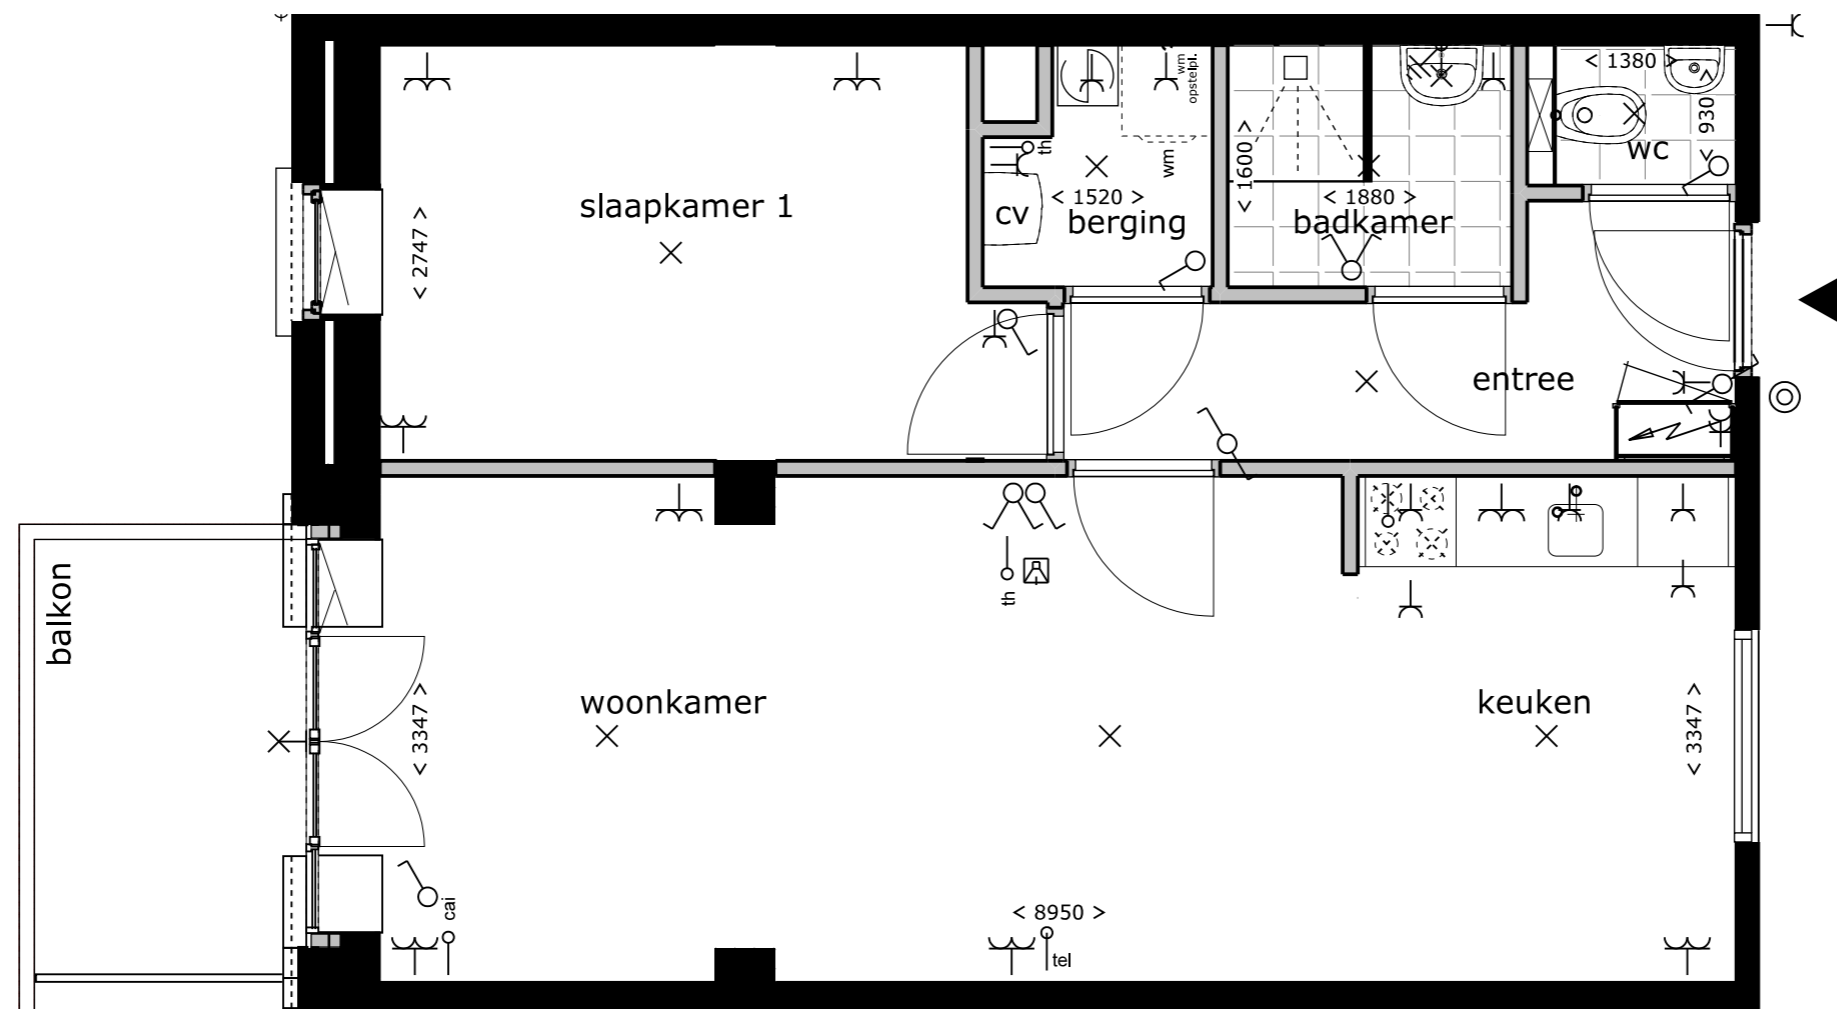 < 1380 >
wm
opstelpl.
< 930 >
< 1600 >
th
wm
wc
slaapkamer 1
< 1520 >
< 1880 >
cv
berging
badkamer
< 2747 >
entree
balkon
th
woonkamer
keuken
< 3347 >
< 3347 >
cai
< 8950 >
tel